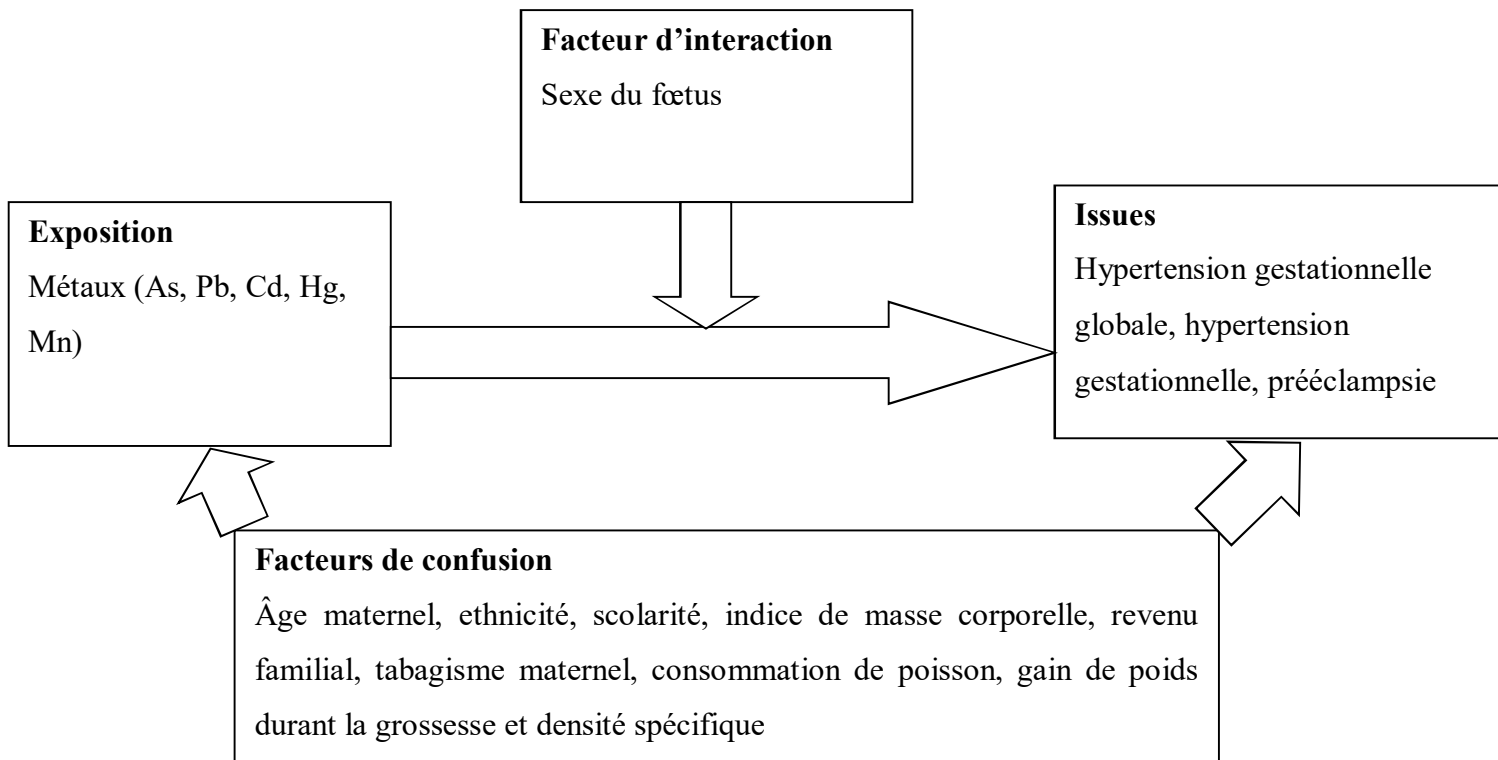 Facteur d’interaction
Sexe du fœtus
Exposition
Métaux (As, Pb, Cd, Hg,
Mn)
Issues
Hypertension gestationnelle
globale, hypertension
gestationnelle, prééclampsie
Facteurs de confusion
Âge maternel, ethnicité, scolarité, indice de masse corporelle, revenu
familial, tabagisme maternel, consommation de poisson, gain de poids
durant la grossesse et densité spécifique